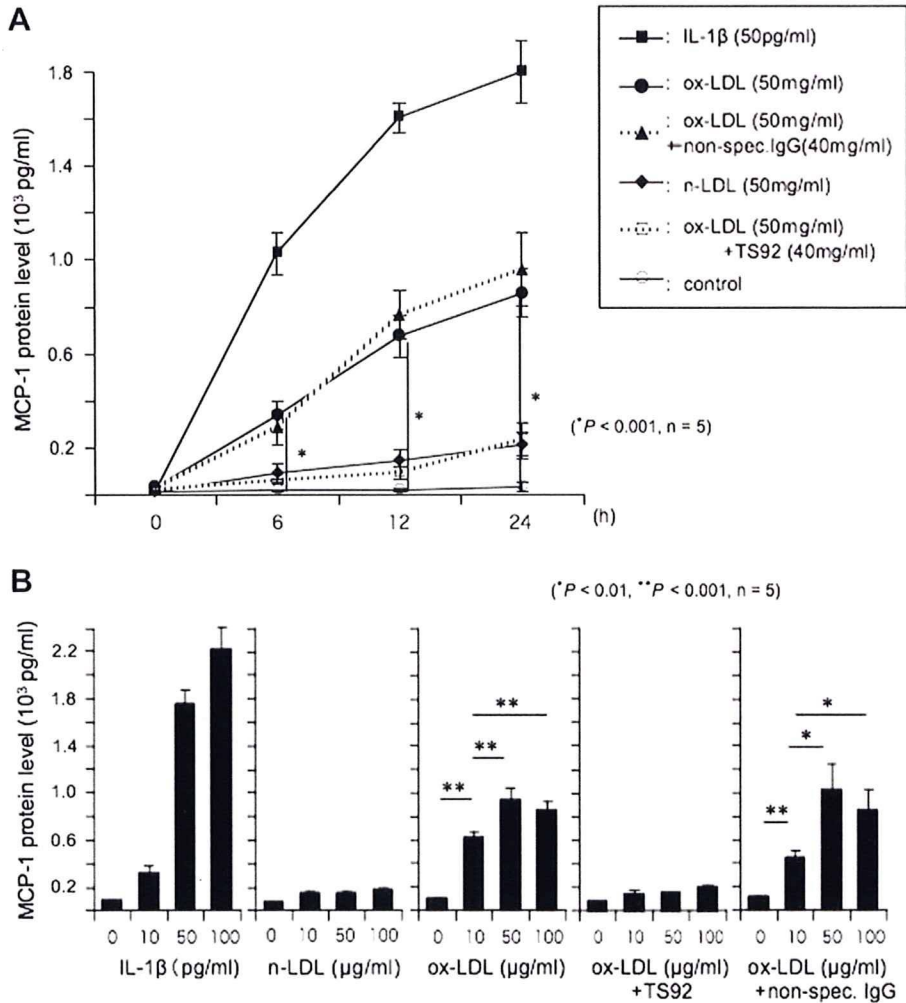 A
MCP-1 protein level (10³ pg/ml)
1.8
1.4
1.0
0.6
0.2
0 6 12 24 (h)
* * *
(*P < 0.001, n = 5)
: IL-1β (50pg/ml)
: ox-LDL (50mg/ml)
: ox-LDL (50mg/ml)
+non-spec.IgG(40mg/ml)
: n-LDL (50mg/ml)
: ox-LDL (50mg/ml)
+TS92 (40mg/ml)
: control
B
(*P < 0.01, **P < 0.001, n = 5)
MCP-1 protein level (10³ pg/ml)
2.2
1.8
1.4
1.0
0.6
0.2
** ** **
** * *
0 10 50 100 0 10 50 100 0 10 50 100 0 10 50 100 0 10 50 100
IL-1β (pg/ml) n-LDL (µg/ml) ox-LDL (µg/ml) ox-LDL (µg/ml) ox-LDL (µg/ml)
+TS92 +non-spec. IgG